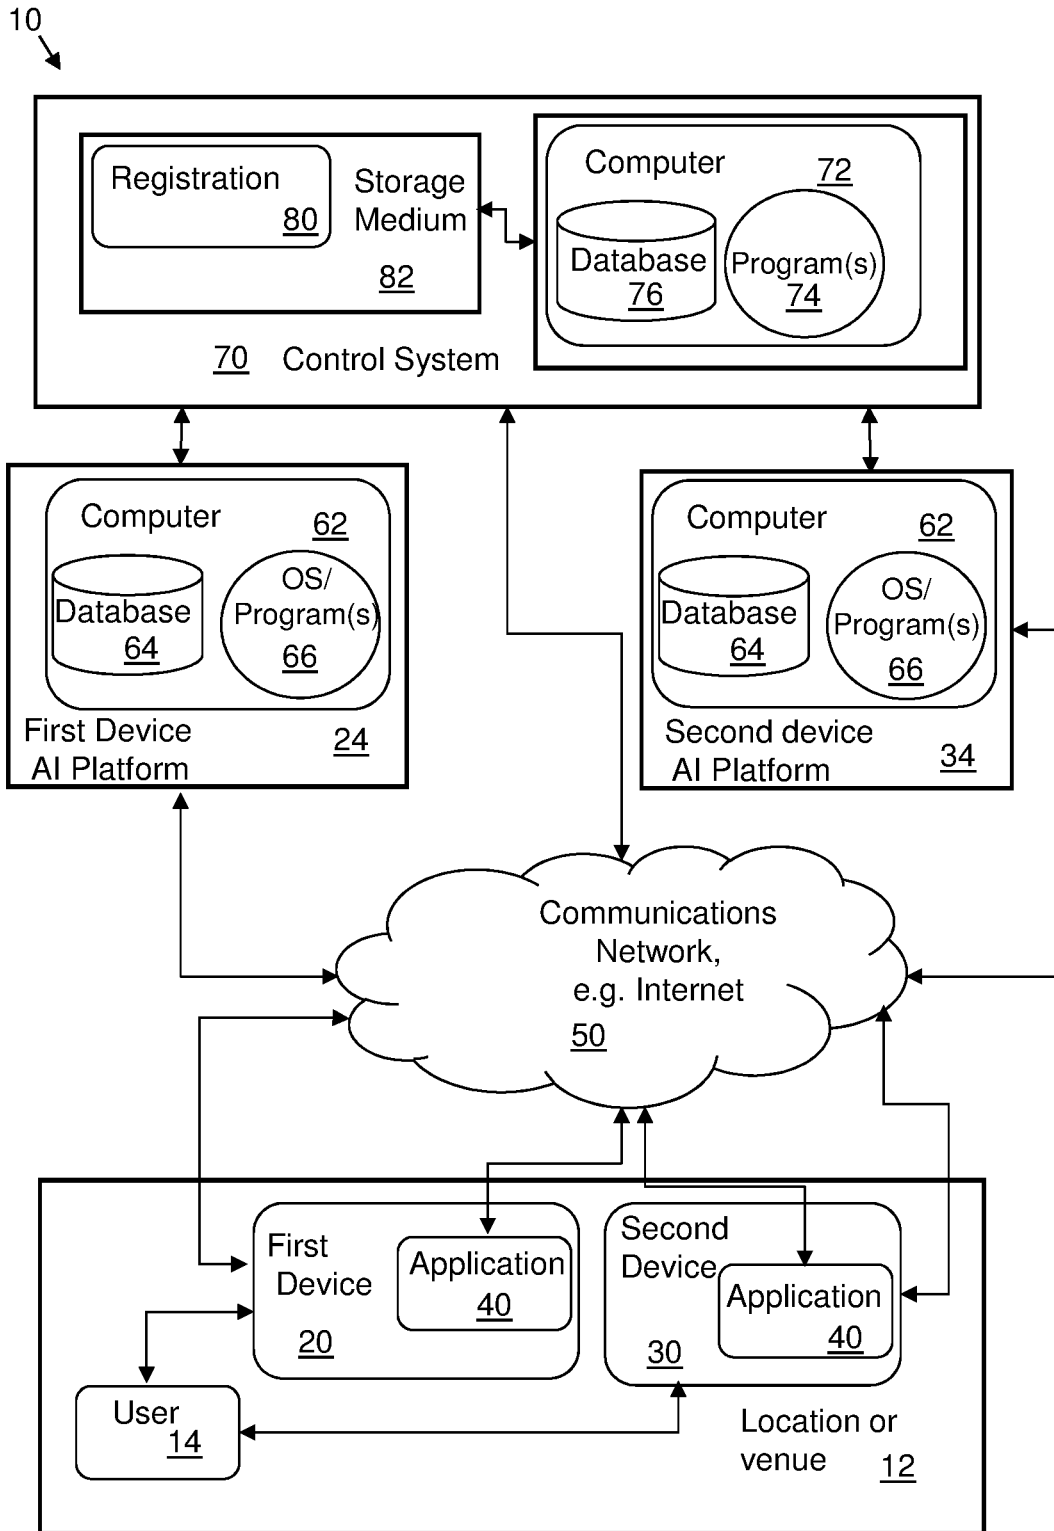 10
Registration
80
Storage
Medium
82
Computer
72
Database
76
Program(s)
74
70 Control System
Computer
62
Database
64
OS/
Program(s)
66
First Device
AI Platform
24
Computer
62
Database
64
OS/
Program(s)
66
Second device
AI Platform
34
Communications
Network,
e.g. Internet
50
First
Device
20
Application
40
Second
Device
30
Application
40
User
14
Location or
venue
12